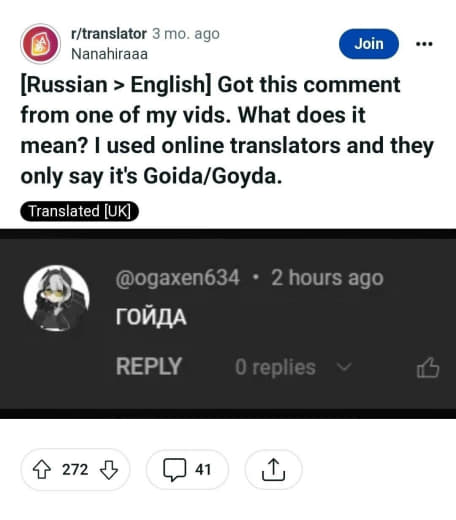 r/translator 3 mo. ago
Nanahiraaa
Join
[Russian > English] Got this comment
from one of my vids. What does it
mean? I used online translators and they
only say it's Goida/Goyda.
Translated [UK]
@ogaxen634 • 2 hours ago
ГОЙДА
REPLY 0 replies
272 41